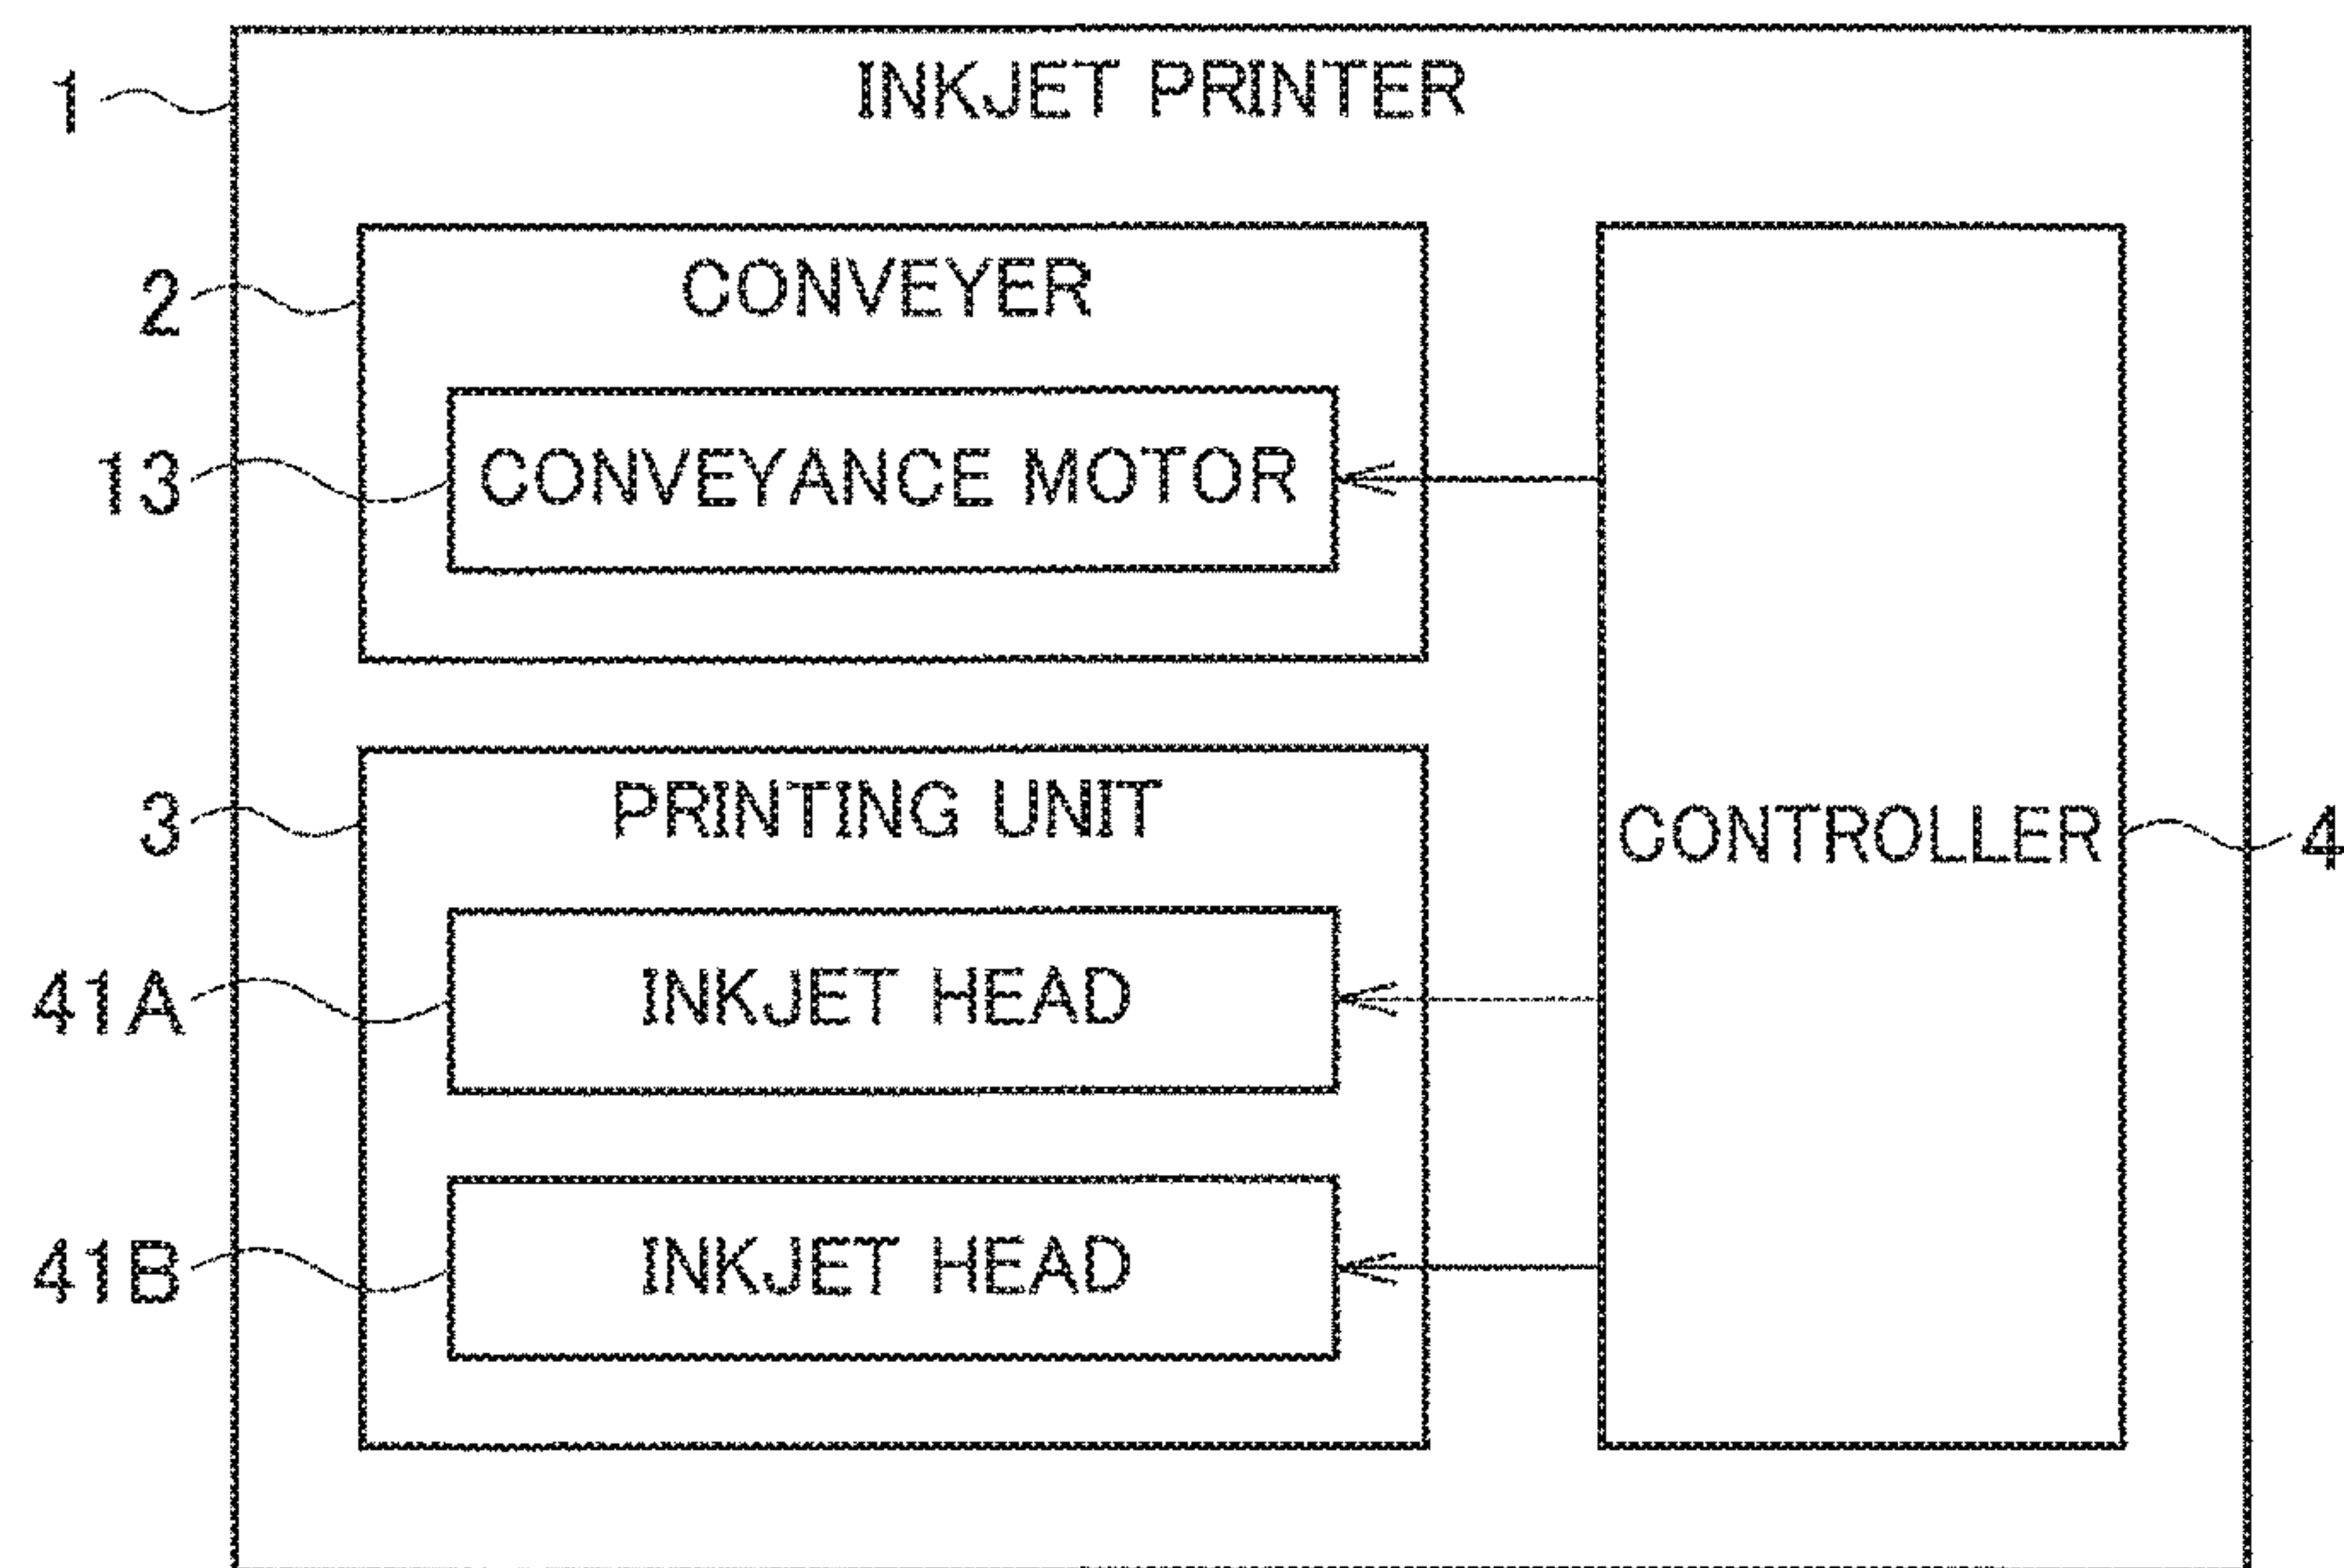 1
INKJET PRINTER
2
CONVEYER
13
CONVEYANCE MOTOR
3
PRINTING UNIT
CONTROLLER
4
41A
INKJET HEAD
41B
INKJET HEAD